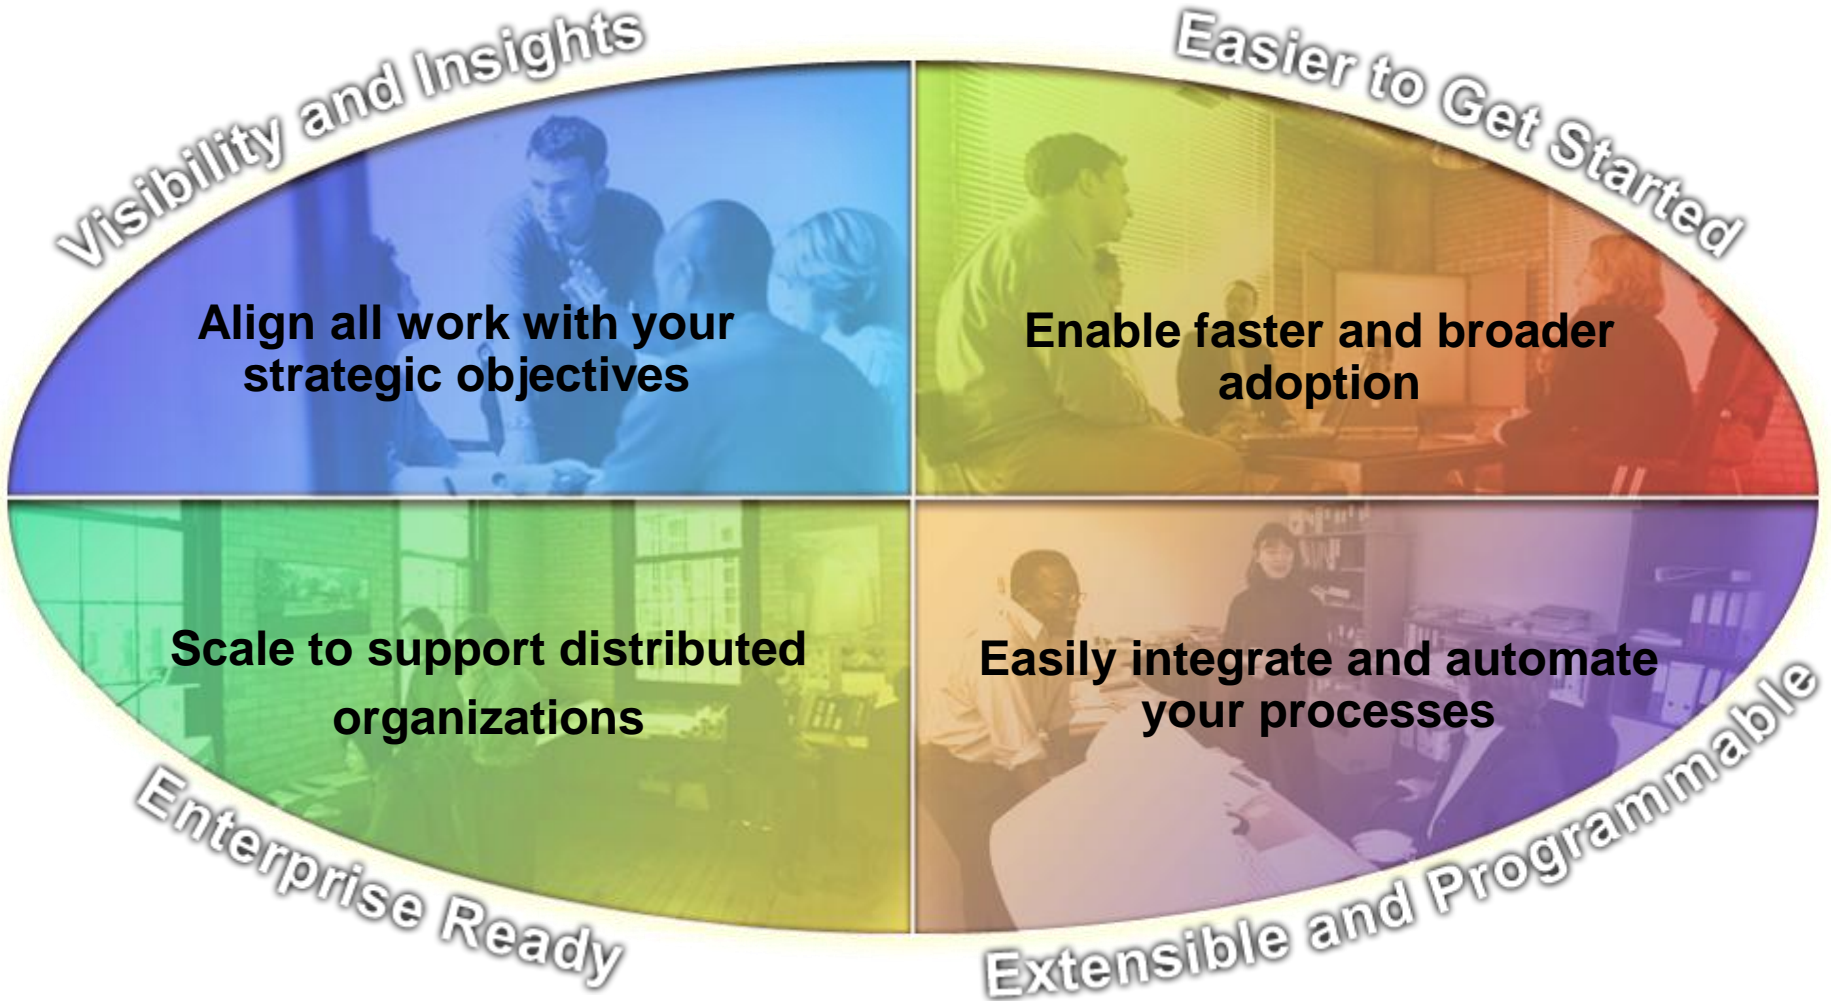 Visibility and Insights
Easier to Get Started
Align all work with your
strategic objectives
Enable faster and broader
adoption
Scale to support distributed
organizations
Easily integrate and automate
your processes
Enterprise Ready
Extensible and Programmable